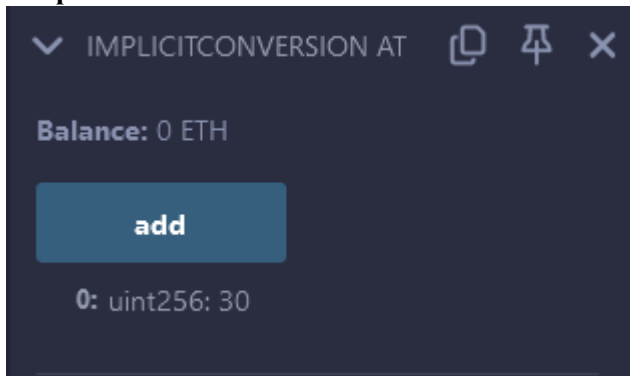 IMPLICITCONVERSION AT
Balance: 0 ETH
add
0: uint256: 30